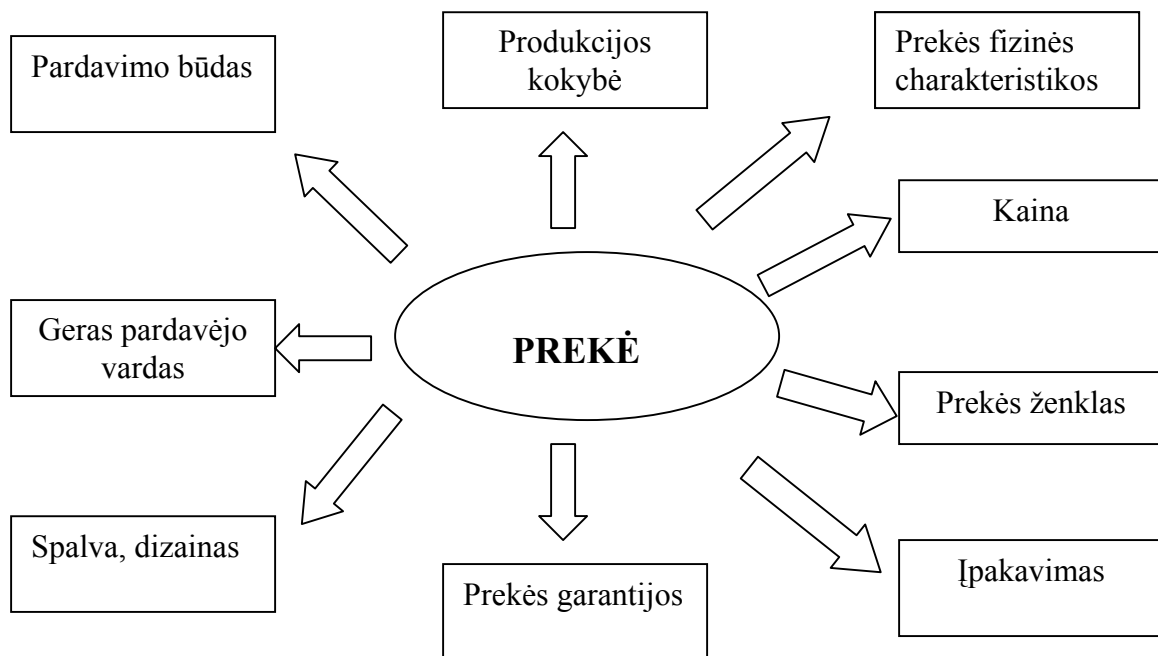 Pardavimo būdas
Produkcijos
kokybė
Prekės fizinės
charakteristikos
Kaina
Geras pardavėjo
vardas
PREKĖ
Prekės ženklas
Spalva, dizainas
Prekės garantijos
Įpakavimas